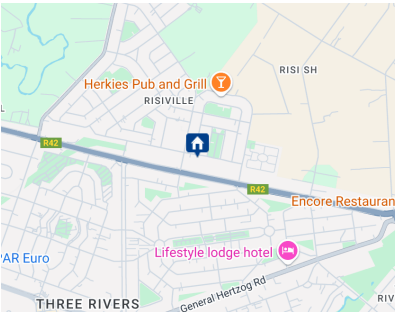 Herkies Pub and Grill
RISI SH
RISIVILLE
L
R42
R42
Encore Restauran
PAR Euro
Lifestyle lodge hotel
General Hertzog Rd
RIV
THREE RIVERS